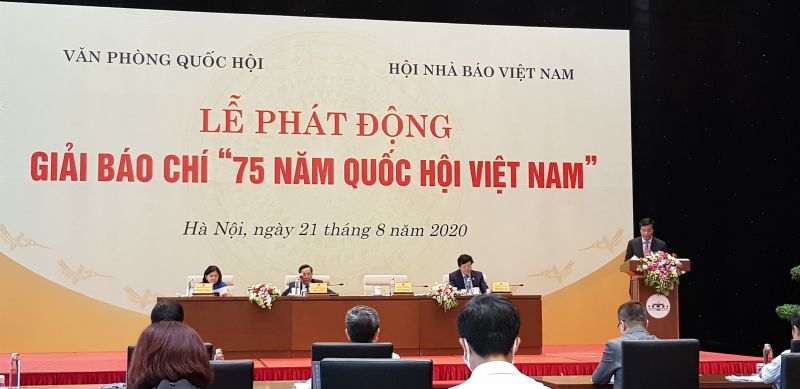 VĂN PHÒNG QUỐC HỘI
HỘI NHÀ BÁO VIỆT NAM
LỄ PHÁT ĐỘNG
GIẢI BÁO CHÍ “75 NĂM QUỐC HỘI VIỆT NAM”
Hà Nội, ngày 21 tháng 8 năm 2020